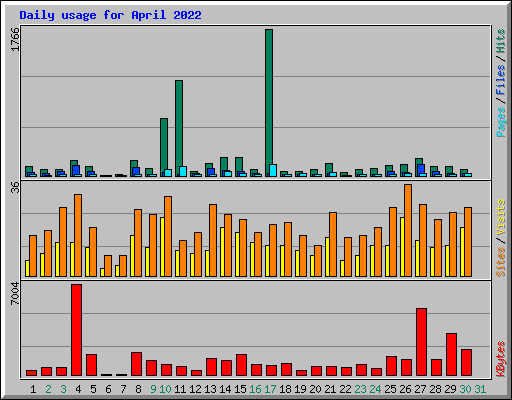 Daily usage for April 2022
1766
Pages / Files / Hits
36
Sites / Visits
7004
KBytes
1 2 3 4 5 6 7 8 9 10 11 12 13 14 15 16 17 18 19 20 21 22 23 24 25 26 27 28 29 30 31